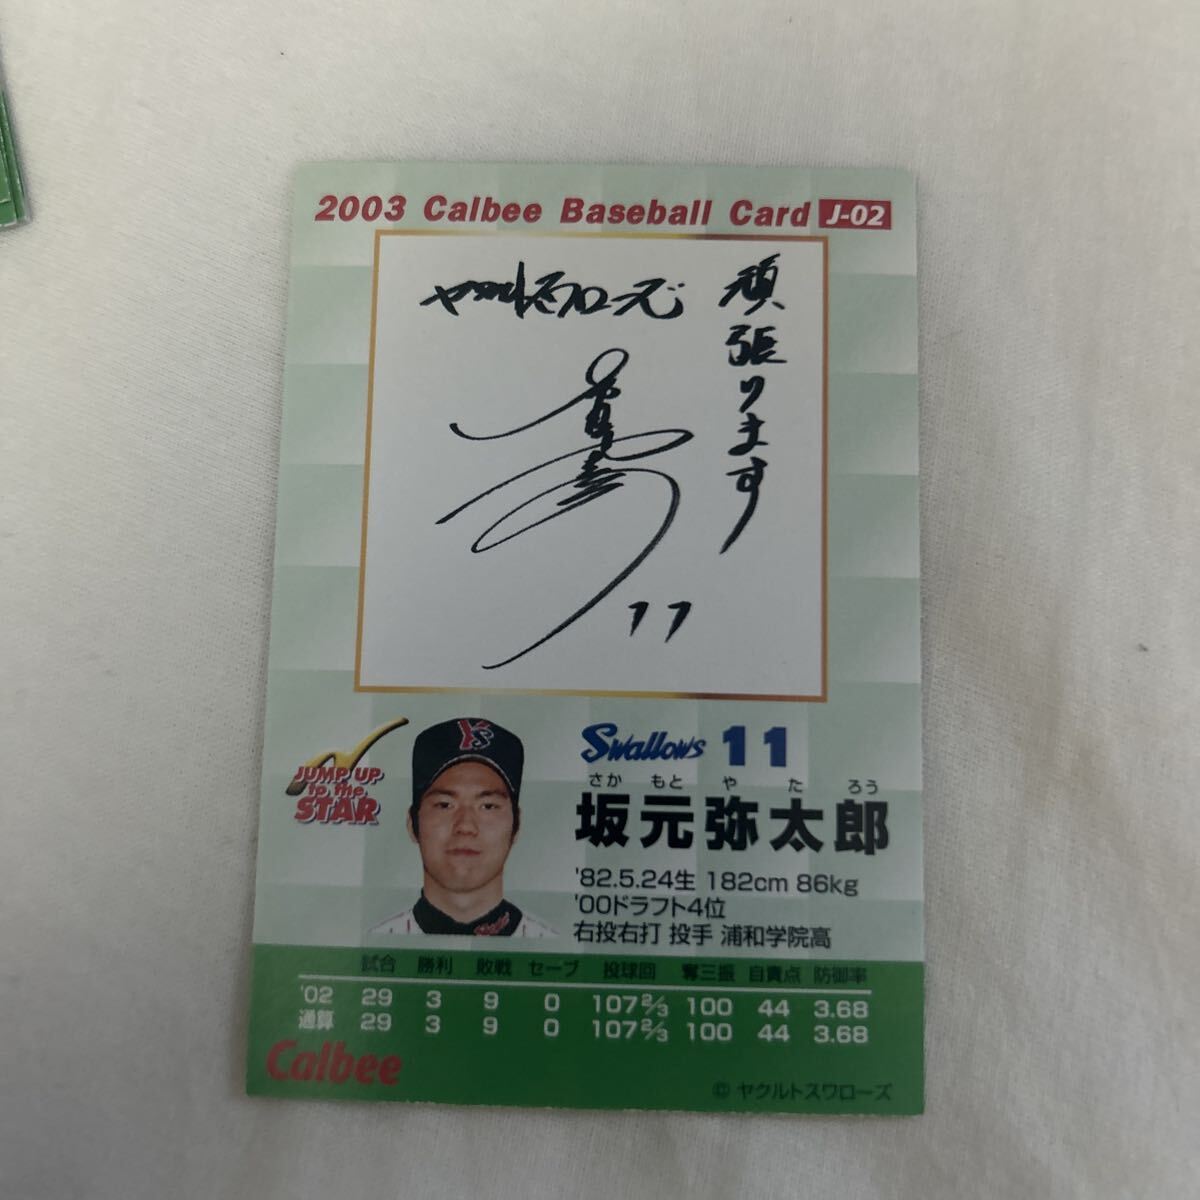 2003 Calbee Baseball Card J-02
ヤクルトスワローズ
頑張ります
11
JUMP UP
to the
STAR
YS
Swallows 11
さか もと や た ろう
坂元弥太郎
'82.5.24生 182cm 86kg
'00ドラフト4位
右投右打 投手 浦和学院高
試合 勝利 敗戦 セーブ 投球回 奪三振 自責点 防御率
'02 29 3 9 0 107 2/3 100 44 3.68
通算 29 3 9 0 107 2/3 100 44 3.68
Calbee
© ヤクルトスワローズ